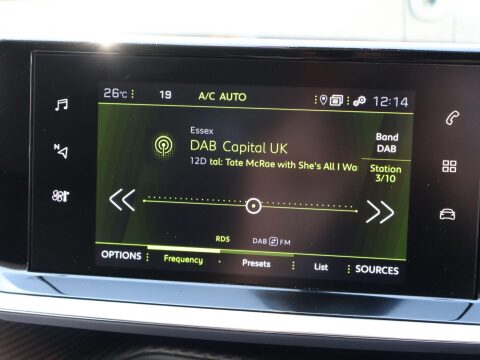 26°C 19 A/C AUTO 12:14
Essex
DAB Capital UK
12D tal: Tate McRae with She's All I Wa
Band
DAB
Station
3/10
N
RDS DAB FM
OPTIONS Frequency Presets List SOURCES